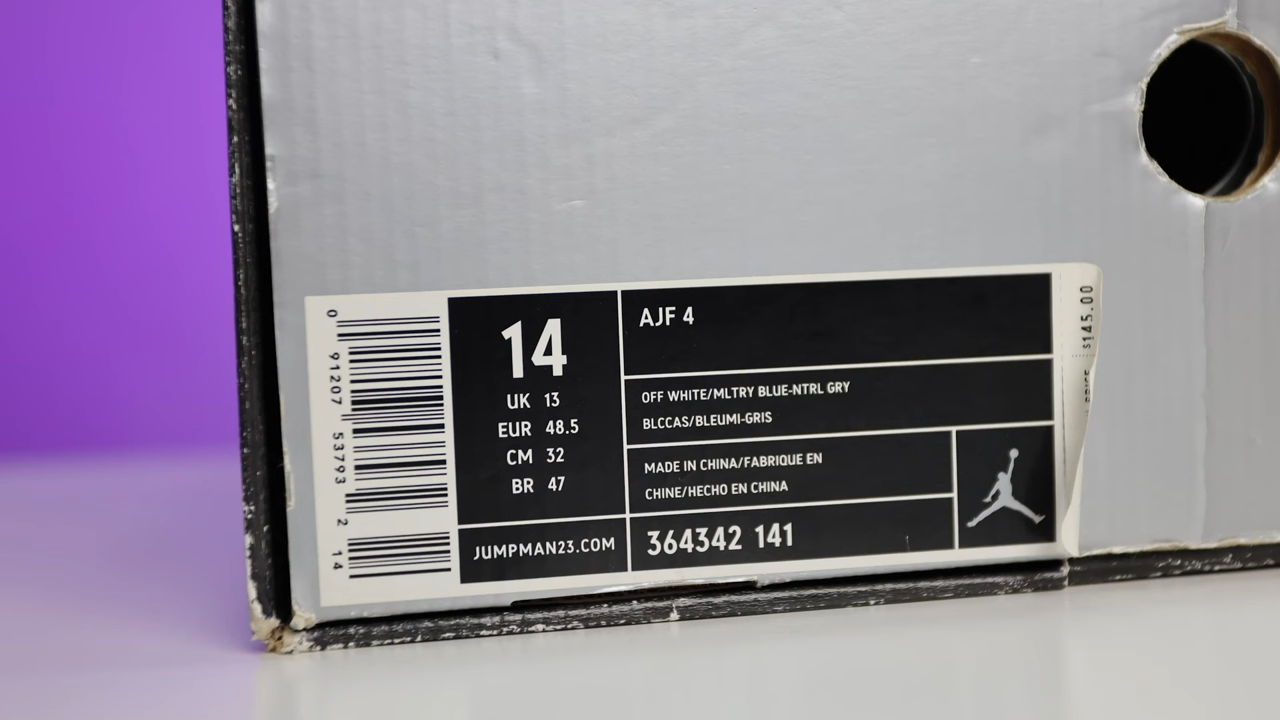 0 91207 53793 2 14
14
UK 13
EUR 48.5
CM 32
BR 47
JUMPMAN23.COM
AJF 4
OFF WHITE/MLTRY BLUE-NTRL GRY
BLCCAS/BLEUMI-GRIS
MADE IN CHINA/FABRIQUE EN
CHINE/HECHO EN CHINA
364342 141
$145.00